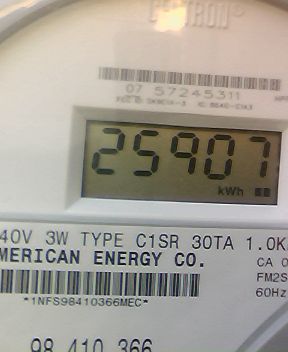 07 57245311
25907
kWh
40V 3W TYPE C1SR 30TA 1.0K
MERICAN ENERGY CO.
CA 0
FM2S
60Hz
*1NFS98410366MEC*
98 410 366